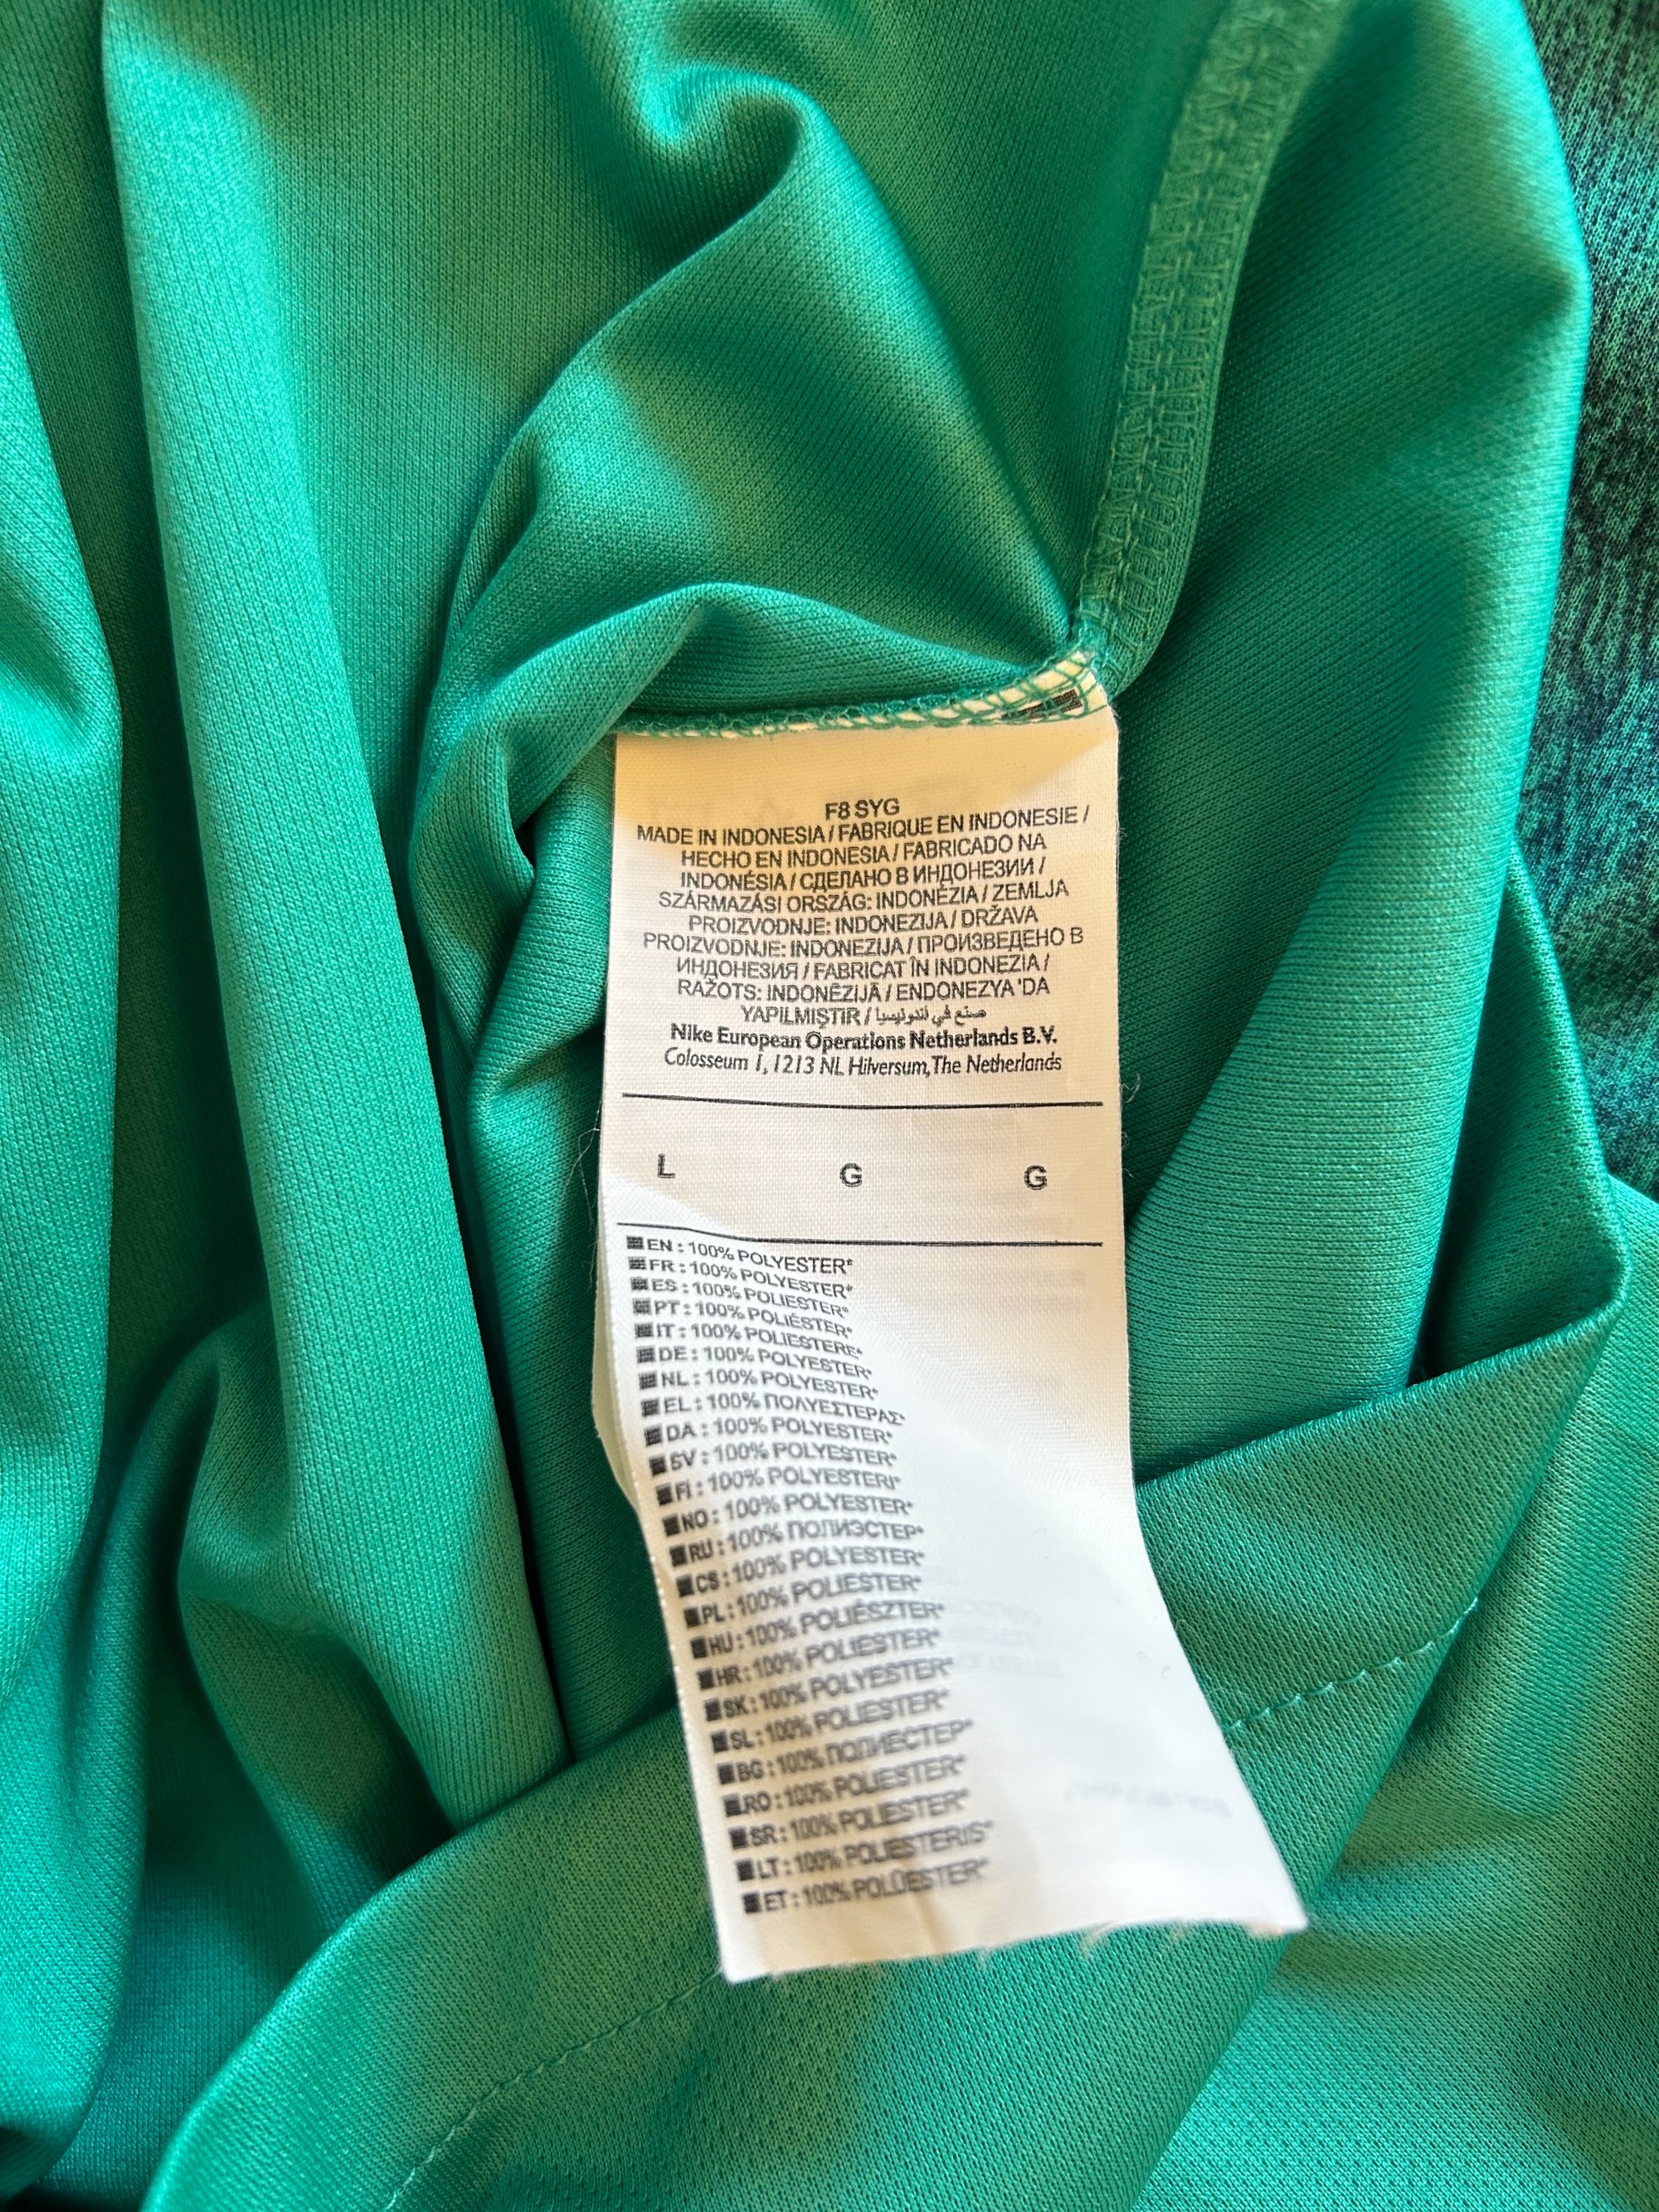 F8 SYG
MADE IN INDONESIA / FABRIQUE EN INDONESIE /
HECHO EN INDONESIA / FABRICADO NA
INDONÉSIA / СДЕЛАНО В ИНДОНЕЗИИ /
SZÁRMAZÁSI ORSZÁG: INDONÉZIA / ZEMLJA
PROIZVODNJE: INDONEZIJA / DRŽAVA
PROIZVODNJE: INDONEZIJA / ПРОИЗВЕДЕНО В
ИНДОНЕЗИЯ / FABRICAT ÎN INDONEZIA /
RAŽOTS: INDONĒZIJĀ / ENDONEZYA 'DA
YAPILMIŞTIR / صنع في اندونيسيا
Nike European Operations Netherlands B.V.
Colosseum 1, 1213 NL Hilversum, The Netherlands
L G G
EN : 100% POLYESTER*
FR : 100% POLYESTER*
ES : 100% POLIESTER*
PT : 100% POLIÉSTER*
IT : 100% POLIESTERE*
DE : 100% POLYESTER*
NL : 100% POLYESTER*
EL : 100% ΠΟΛΥΕΣΤΕΡΑΣ*
DA : 100% POLYESTER*
SV : 100% POLYESTER*
FI : 100% POLYESTERI*
NO : 100% POLYESTER*
RU : 100% ПОЛИЭСТЕР*
CS : 100% POLYESTER*
PL : 100% POLIESTER*
HU : 100% POLIÉSZTER*
HR : 100% POLIESTER*
SK : 100% POLYESTER*
SL : 100% POLIESTER*
BG : 100% ПОЛИЕСТЕР*
RO : 100% POLIESTER*
SR : 100% POLIESTER*
LT : 100% POLIESTERIS*
ET : 100% POLÜESTER*